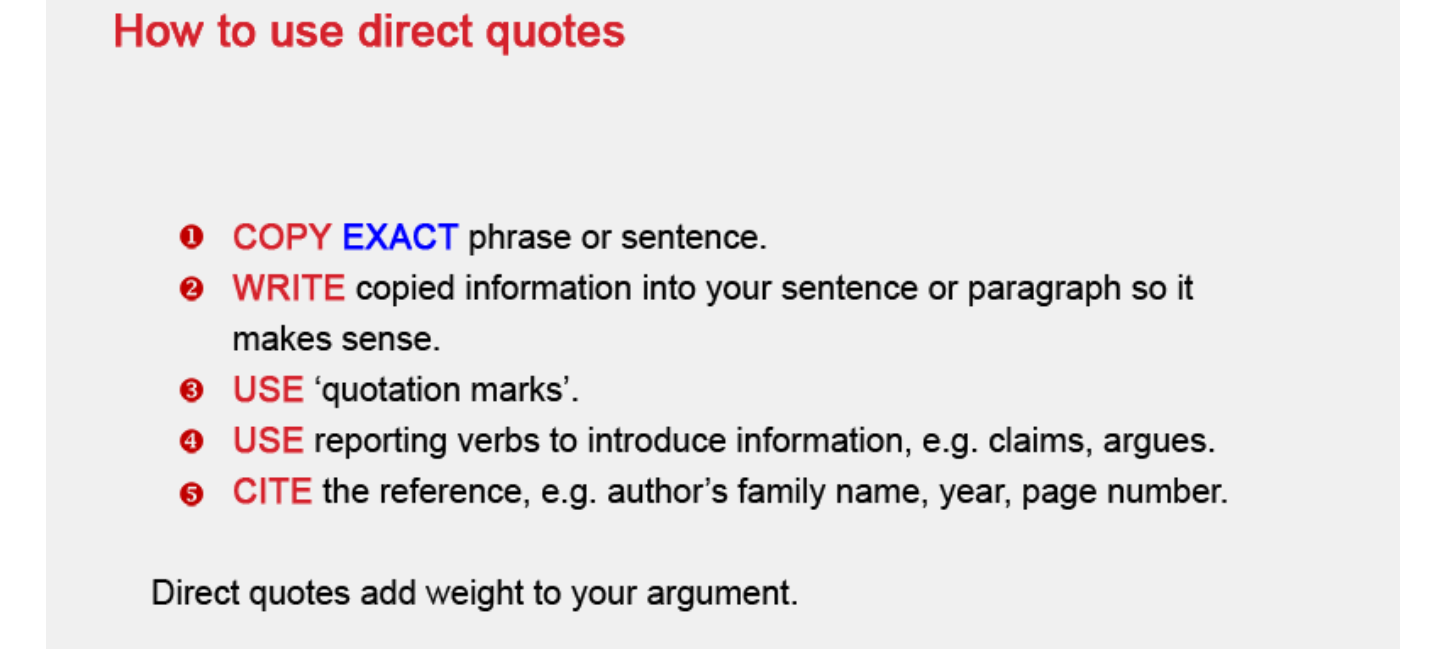 How to use direct quotes
❶ COPY EXACT phrase or sentence.
❷ WRITE copied information into your sentence or paragraph so it
makes sense.
❸ USE ‘quotation marks’.
❹ USE reporting verbs to introduce information, e.g. claims, argues.
❺ CITE the reference, e.g. author’s family name, year, page number.
Direct quotes add weight to your argument.